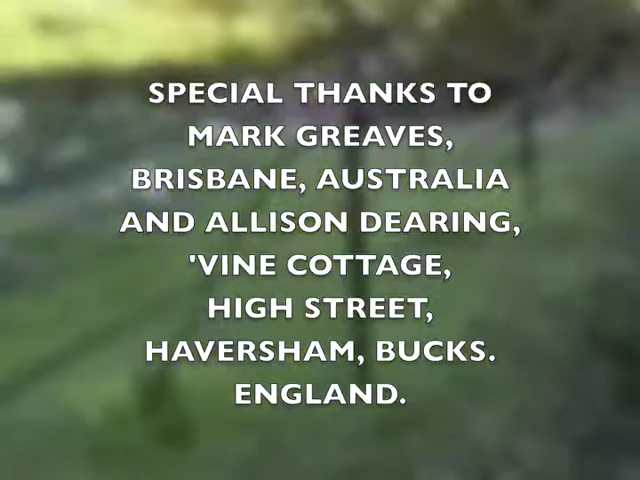 SPECIAL THANKS TO
MARK GREAVES,
BRISBANE, AUSTRALIA
AND ALLISON DEARING,
'VINE COTTAGE,
HIGH STREET,
HAVERSHAM, BUCKS.
ENGLAND.